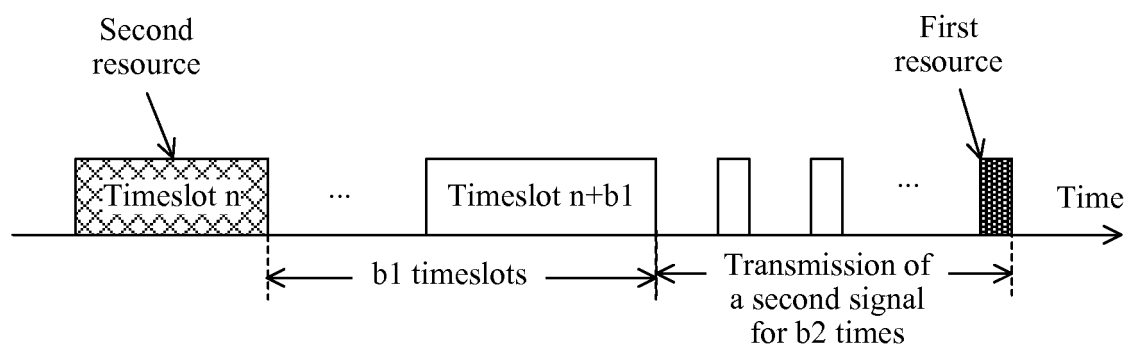 Second
resource
First
resource
Timeslot n
...
Timeslot n+b1
...
Time
b1 timeslots
Transmission of
a second signal
for b2 times